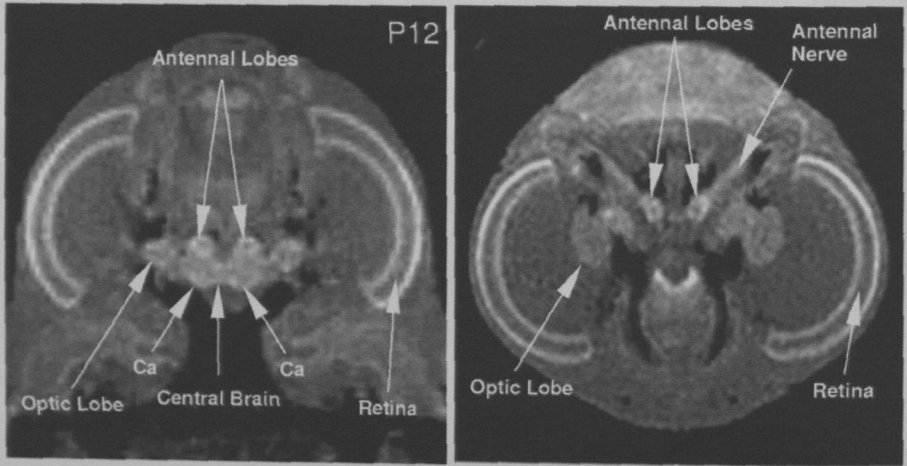 P12
Antennal Lobes
Ca
Ca
Optic Lobe
Central Brain
Retina
Antennal Lobes
Antennal
Nerve
Optic Lobe
Retina